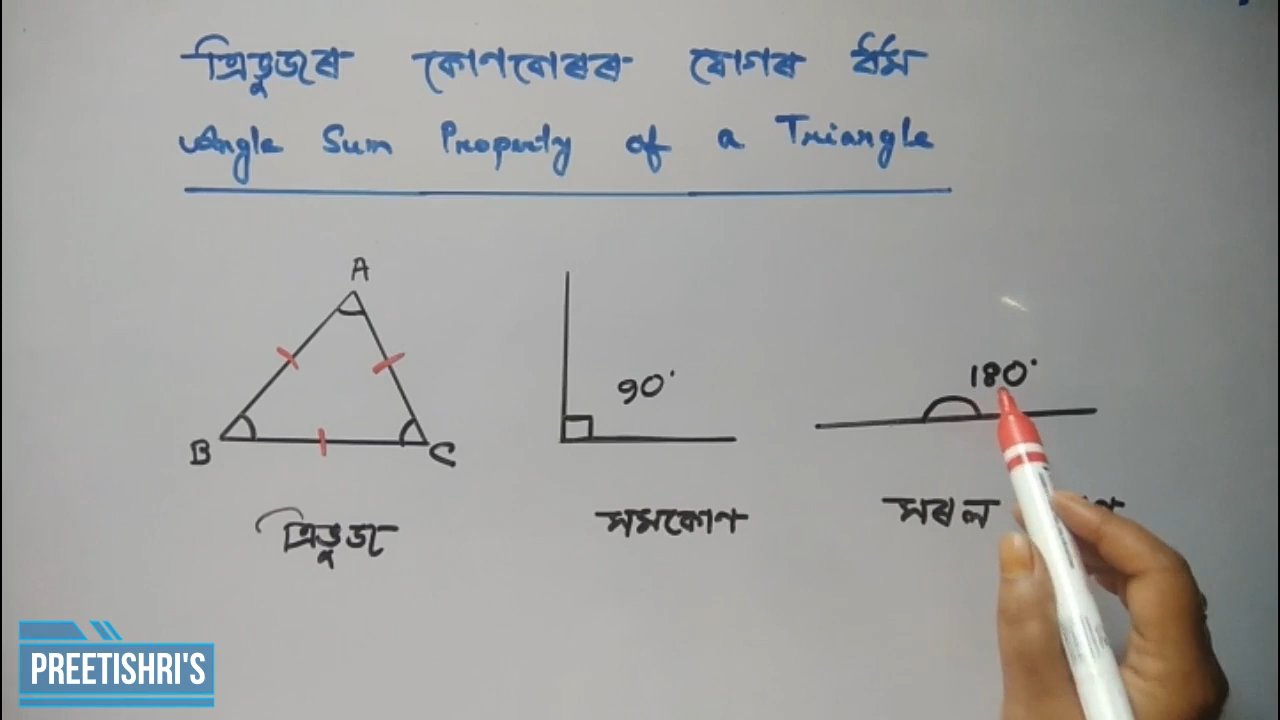 ত্ৰিভুজৰ কোণবোৰৰ যোগৰ ধৰ্ম
Angle Sum Property of a Triangle
A
B
C
90°
180°
ত্ৰিভুজ
সমকোণ
সৰল
PREETISHRI'S